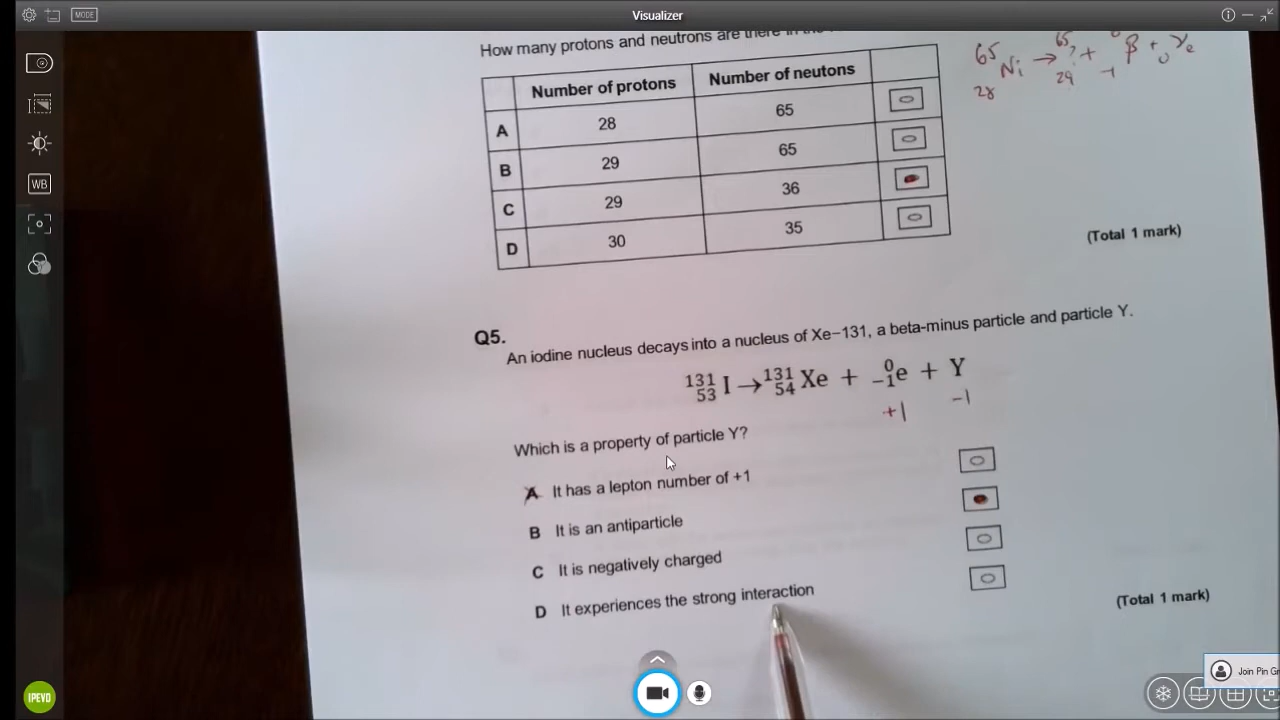 MODE
Visualizer
WB
How many protons and neutrons are there in the
Number of protons Number of neutons
A 28 65
B 29 65
C 29 36
D 30 35
65 Ni → 65 ? + 0 β + 0 νe
28 29 -1 0
(Total 1 mark)
Q5.
An iodine nucleus decays into a nucleus of Xe–131, a beta-minus particle and particle Y.
131 53 I → 131 54 Xe + 0 −1 e + Y
+1 -1
Which is a property of particle Y?
A It has a lepton number of +1
B It is an antiparticle
C It is negatively charged
D It experiences the strong interaction
(Total 1 mark)
IPEVO
Join Pin